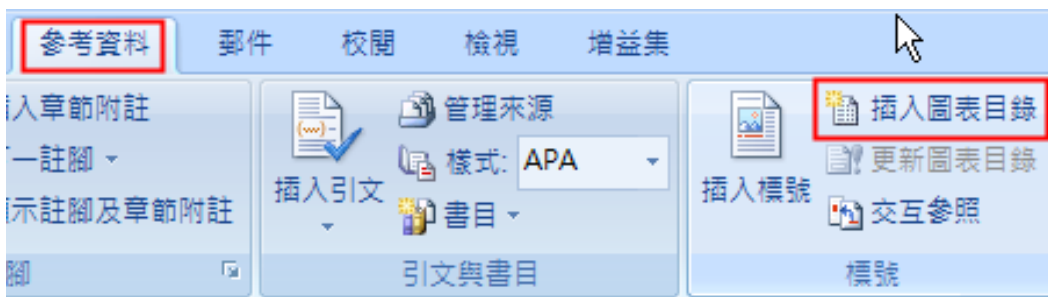 參考資料 郵件 校閱 檢視 增益集
插入章節附註
下一註腳
顯示註腳及章節附註
腳
插入引文
管理來源
樣式: APA
書目
引文與書目
插入標號
插入圖表目錄
更新圖表目錄
交互參照
標號